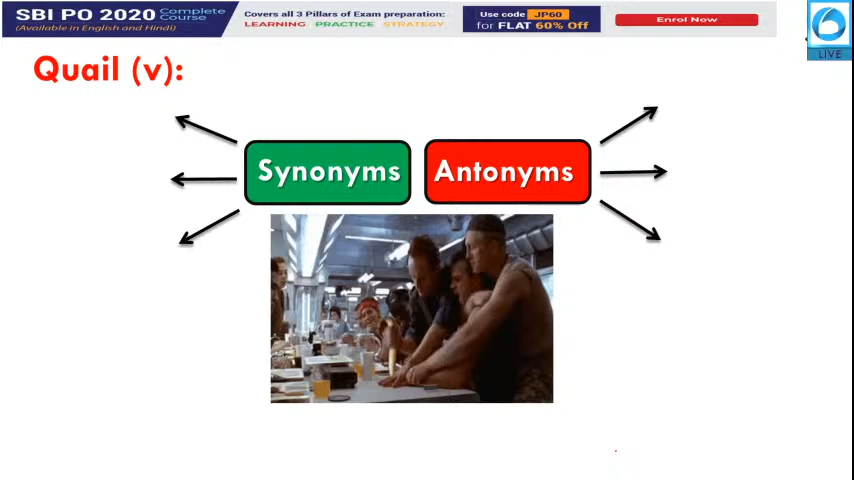 SBI PO 2020 Complete Course
(Available in English and Hindi)
Covers all 3 Pillars of Exam preparation:
LEARNING PRACTICE STRATEGY
Use code JP60
for FLAT 60% Off
Enrol Now
LIVE
Quail (v):
Synonyms
Antonyms